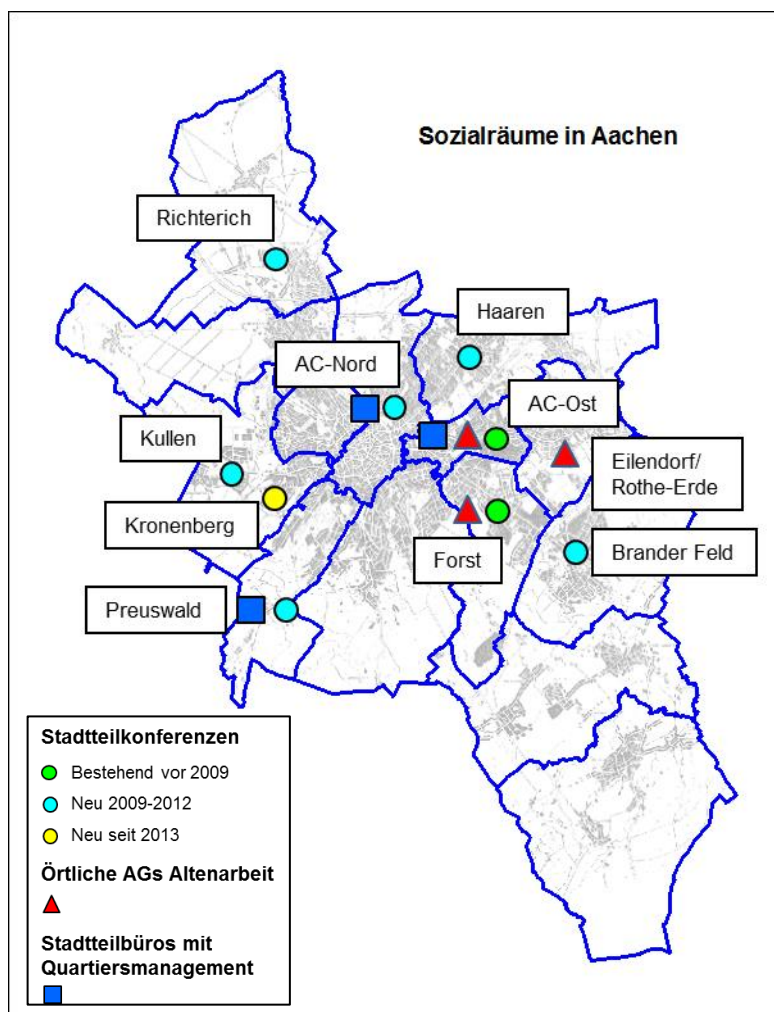 Sozialräume in Aachen
Richterich
Haaren
AC-Nord
AC-Ost
Kullen
Eilendorf/
Rothe-Erde
Kronenberg
Forst
Brander Feld
Preuswald
Stadtteilkonferenzen
Bestehend vor 2009
Neu 2009-2012
Neu seit 2013
Örtliche AGs Altenarbeit
Stadtteilbüros mit
Quartiersmanagement